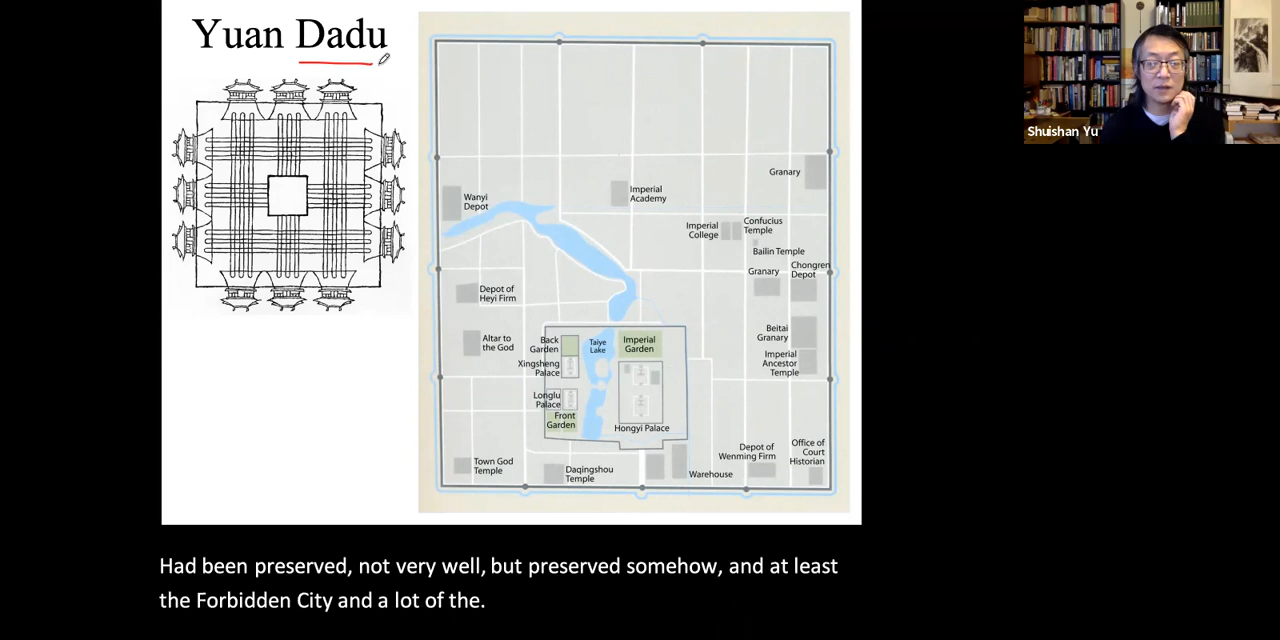 Yuan Dadu
Shuishan Yu
Granary
Wanyi
Depot
Imperial
Academy
Imperial
College
Confucius
Temple
Bailin Temple
Granary
Chongren
Depot
Depot of
Heyi Firm
Altar to
the God
Back
Garden
Taiye
Lake
Imperial
Garden
Beitai
Granary
Xingsheng
Palace
Imperial
Ancestor
Temple
Longlu
Palace
Front
Garden
Hongyi Palace
Town God
Temple
Daqingshou
Temple
Warehouse
Depot of
Wenming Firm
Office of
Court
Historian
Had been preserved, not very well, but preserved somehow, and at least
the Forbidden City and a lot of the.